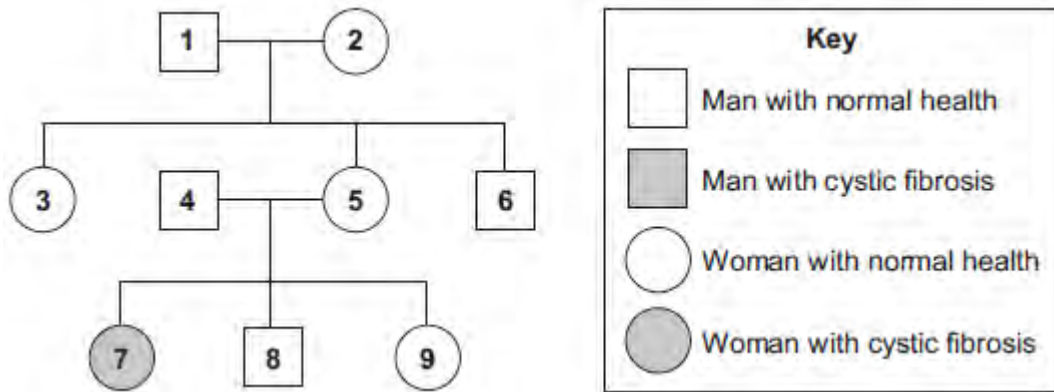 1 2
3 4 5 6
7 8 9
Key
Man with normal health
Man with cystic fibrosis
Woman with normal health
Woman with cystic fibrosis